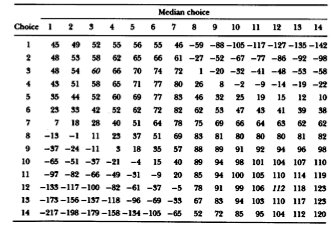 Median choice
Choice 1 2 3 4 5 6 7 8 9 10 11 12 13 14
1 45 49 52 55 56 55 46 -59 -88 -105 -117 -127 -135 -142
2 48 53 58 62 65 66 61 -27 -52 -67 -77 -86 -92 -98
3 48 54 60 66 70 74 72 1 -20 -32 -41 -48 -53 -58
4 43 51 58 65 71 77 80 26 8 -2 -9 -14 -19 -22
5 35 44 52 60 69 77 83 46 32 25 19 15 12 10
6 23 33 42 52 62 72 82 62 53 47 43 41 39 38
7 7 18 28 40 51 64 78 75 69 66 64 63 62 62
8 -13 -1 11 23 37 51 69 83 81 80 80 80 81 82
9 -37 -24 -11 3 18 35 57 88 89 91 92 94 96 98
10 -65 -51 -37 -21 -4 15 40 89 94 98 101 104 107 110
11 -97 -82 -66 -49 -31 -9 20 85 94 100 105 110 114 119
12 -133 -117 -100 -82 -61 -37 -5 78 91 99 106 112 118 123
13 -173 -156 -137 -118 -96 -69 -33 67 83 94 103 110 117 123
14 -217 -198 -179 -158 -134 -105 -65 52 72 85 95 104 112 120